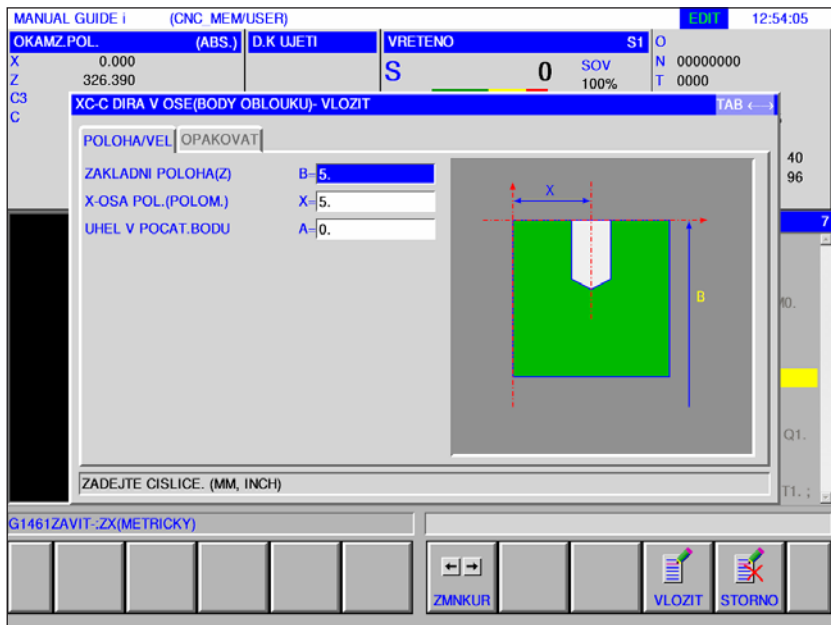 MANUAL GUIDE i (CNC_MEM/USER) EDIT 12:54:05
OKAMZ.POL. (ABS.) D.K UJETI VRETENO S1 O
X 0.000 S 0 SOV N 00000000
Z 326.390 100% T 0000
C3
C
XC-C DIRA V OSE(BODY OBLOUKU)- VLOZIT TAB ←→
POLOHA/VEL OPAKOVAT
ZAKLADNI POLOHA(Z) B= 5.
X-OSA POL.(POLOM.) X= 5.
UHEL V POCAT.BODU A= 0.
X
B
40
96
7
M0.
Q1.
T1. ;
ZADEJTE CISLICE. (MM, INCH)
G1461ZAVIT-:ZX(METRICKY)
ZMNKUR VLOZIT STORNO